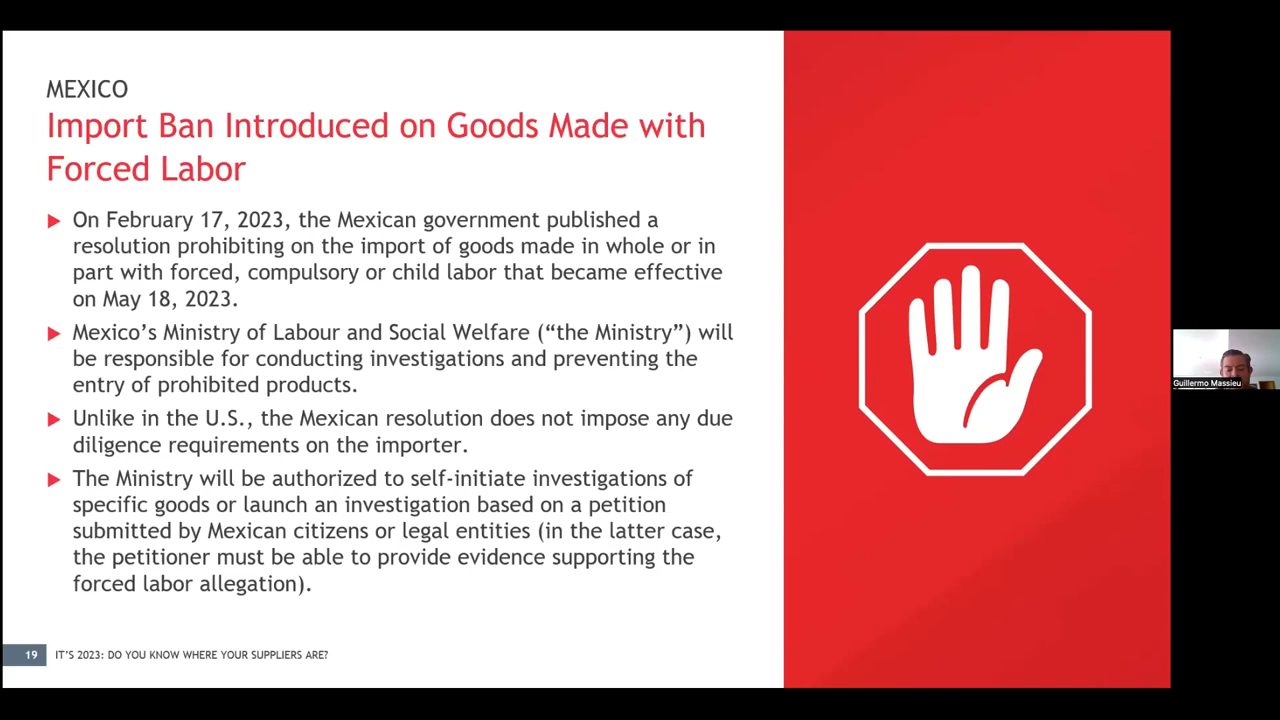 MEXICO
Import Ban Introduced on Goods Made with
Forced Labor
On February 17, 2023, the Mexican government published a
resolution prohibiting on the import of goods made in whole or in
part with forced, compulsory or child labor that became effective
on May 18, 2023.
Mexico's Ministry of Labour and Social Welfare (“the Ministry”) will
be responsible for conducting investigations and preventing the
entry of prohibited products.
Unlike in the U.S., the Mexican resolution does not impose any due
diligence requirements on the importer.
The Ministry will be authorized to self-initiate investigations of
specific goods or launch an investigation based on a petition
submitted by Mexican citizens or legal entities (in the latter case,
the petitioner must be able to provide evidence supporting the
forced labor allegation).
19 IT'S 2023: DO YOU KNOW WHERE YOUR SUPPLIERS ARE?
Guillermo Massieu